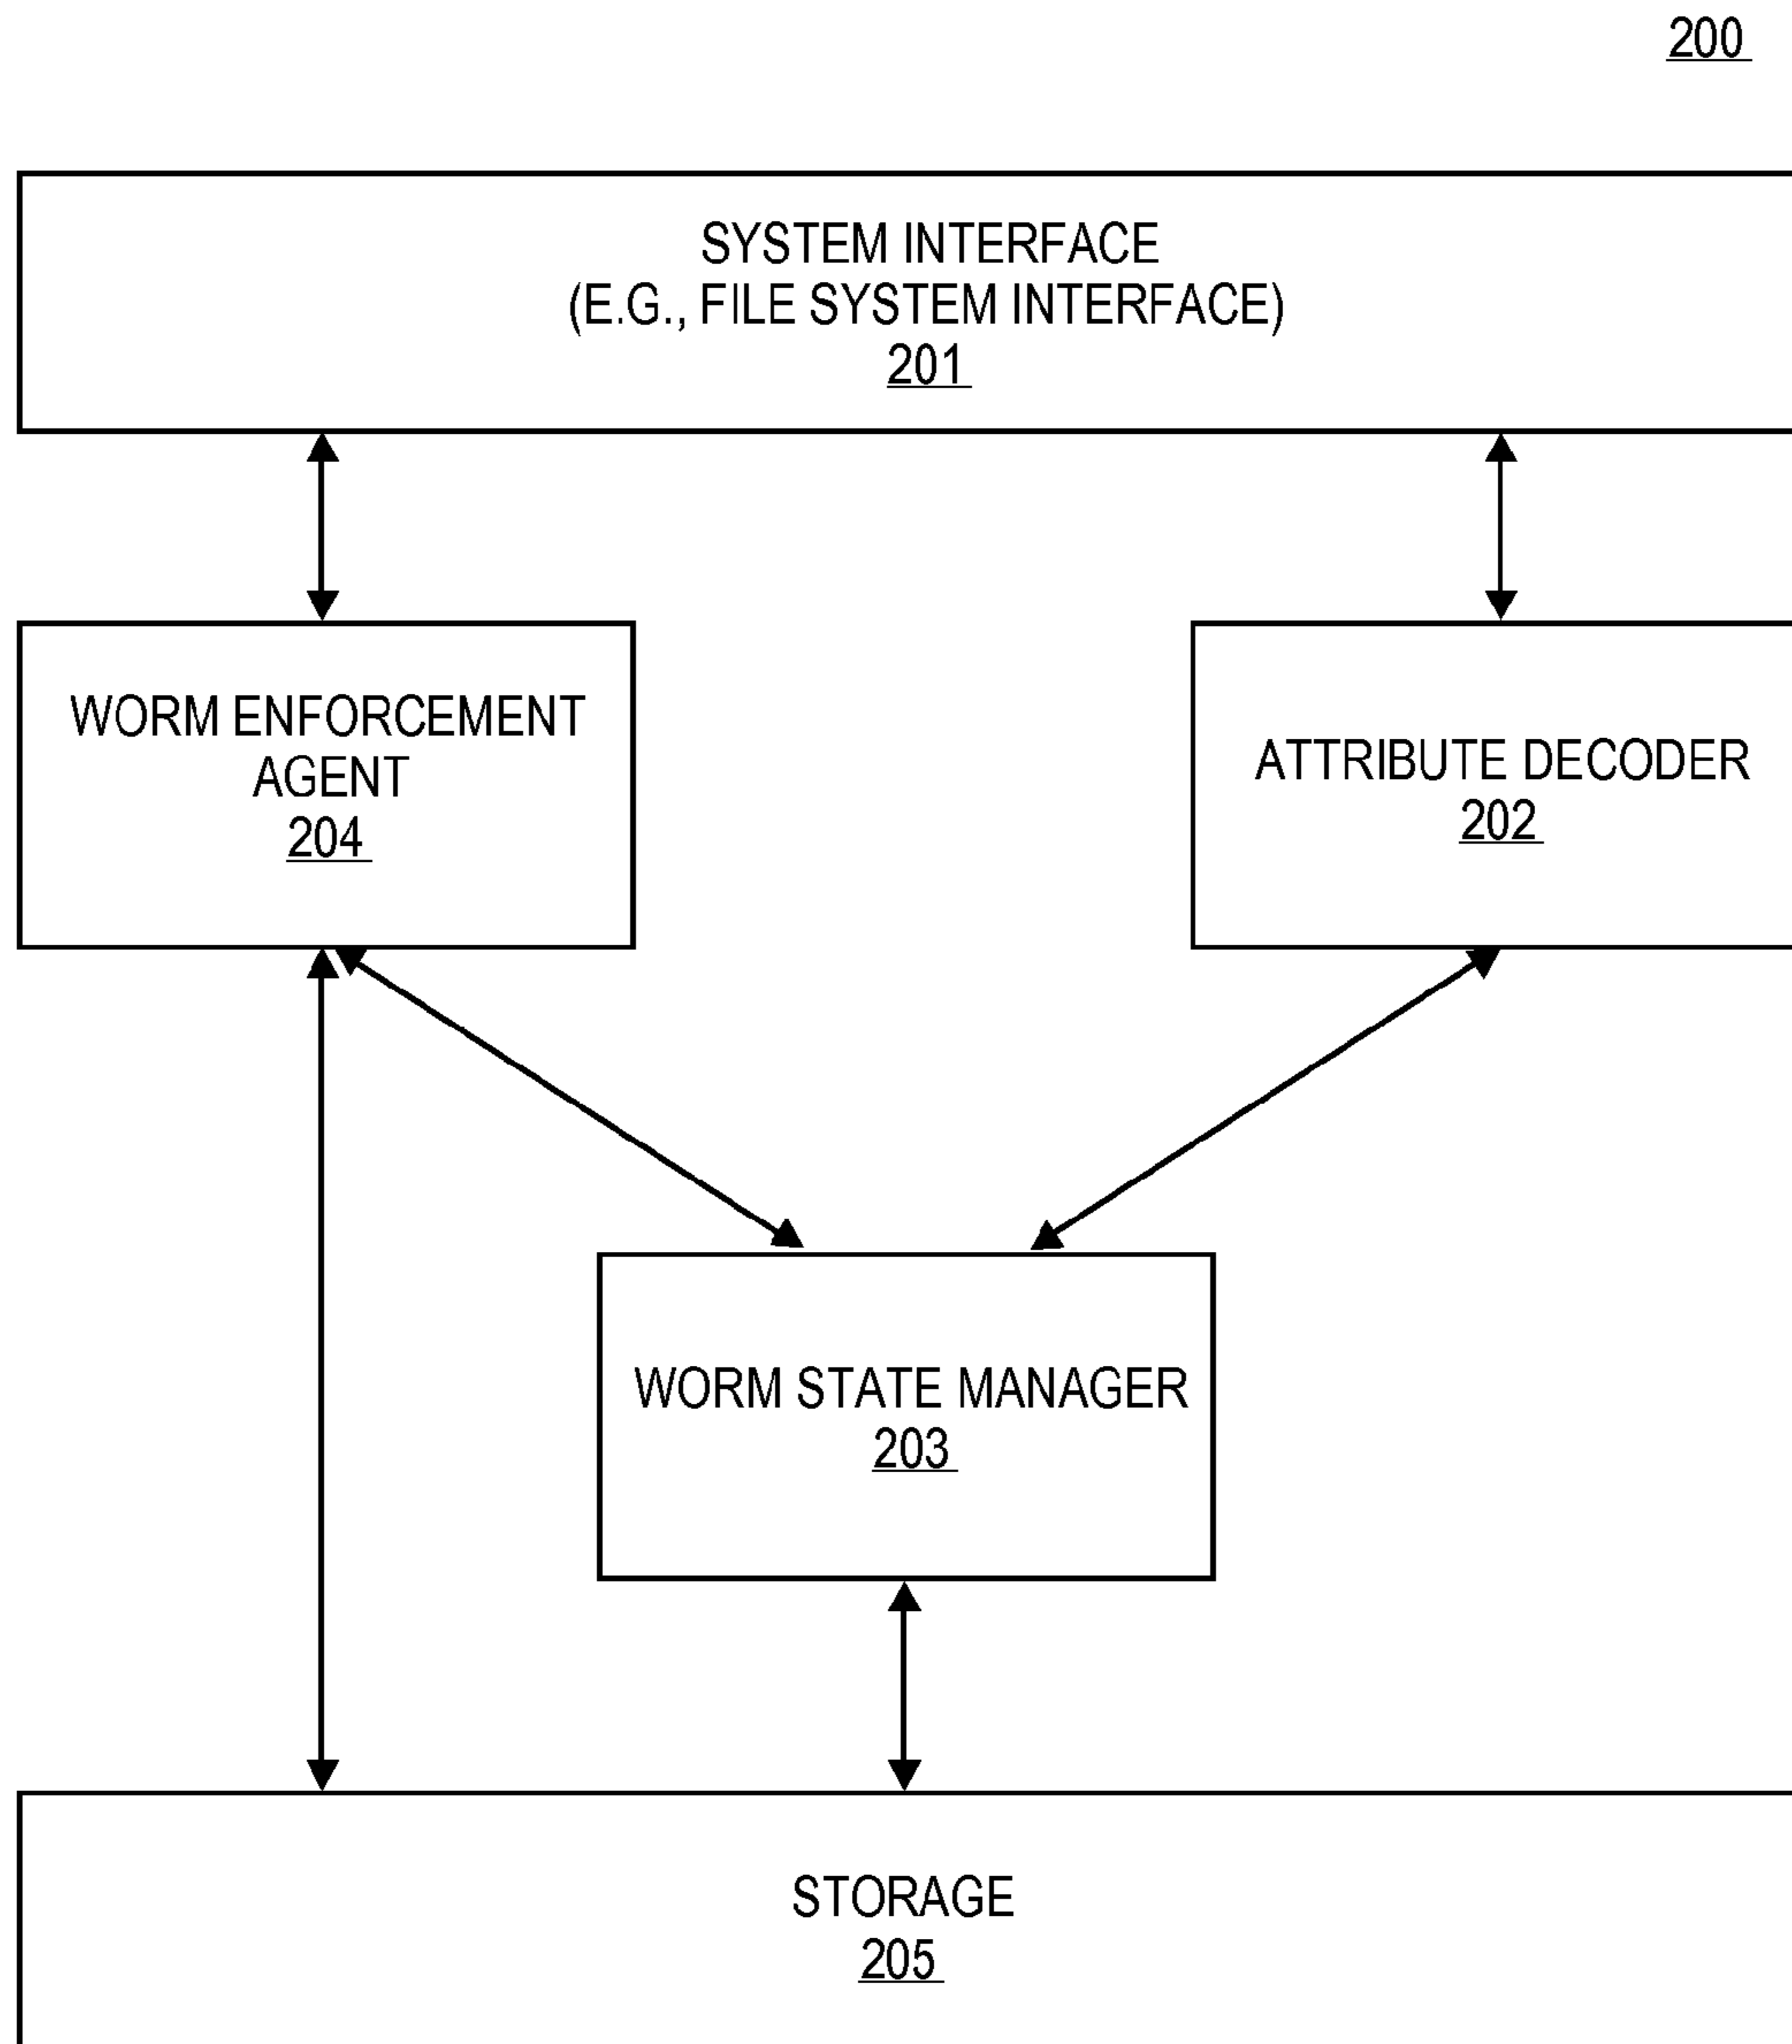 200
SYSTEM INTERFACE
(E.G., FILE SYSTEM INTERFACE)
201
WORM ENFORCEMENT
AGENT
204
ATTRIBUTE DECODER
202
WORM STATE MANAGER
203
STORAGE
205